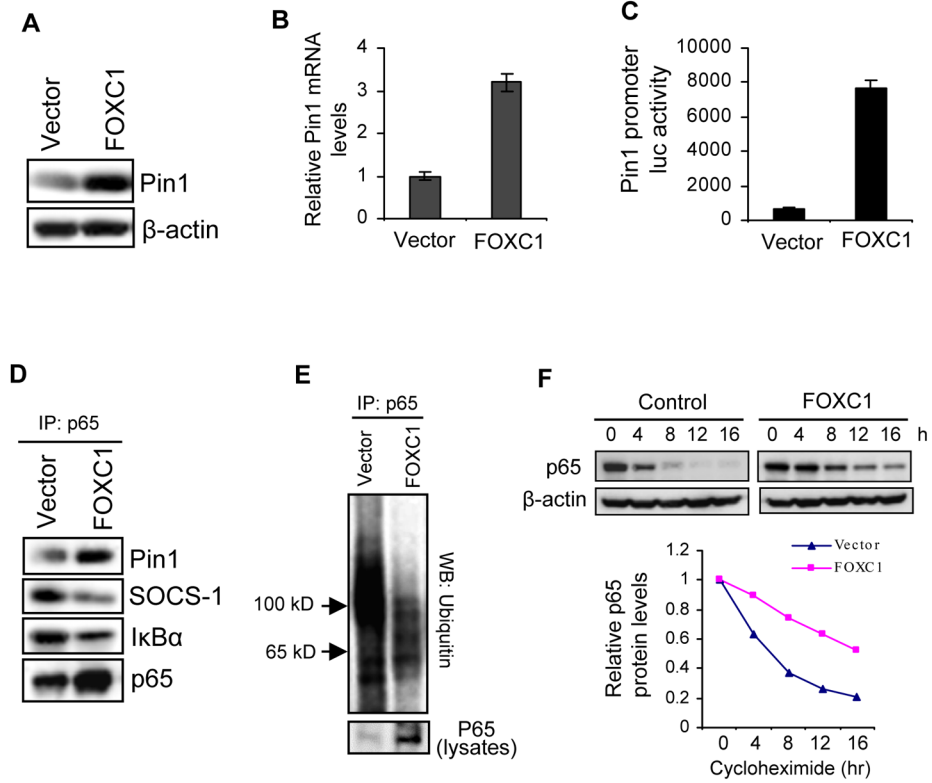 A
Vector
FOXC1
Pin1
β-actin
B
Relative Pin1 mRNA
levels
4
3
2
1
0
Vector
FOXC1
C
Pin1 promoter
luc activity
10000
8000
6000
4000
2000
0
Vector
FOXC1
D
IP: p65
Vector
FOXC1
Pin1
SOCS-1
IκBα
p65
E
IP: p65
Vector
FOXC1
100 kD
65 kD
WB: Ubiquitin
P65
(lysates)
F
Control
FOXC1
0 4 8 12 16
0 4 8 12 16 h
p65
β-actin
Vector
FOXC1
Relative p65
protein levels
1.2
1
0.8
0.6
0.4
0.2
0
0 4 8 12 16
Cycloheximide (hr)